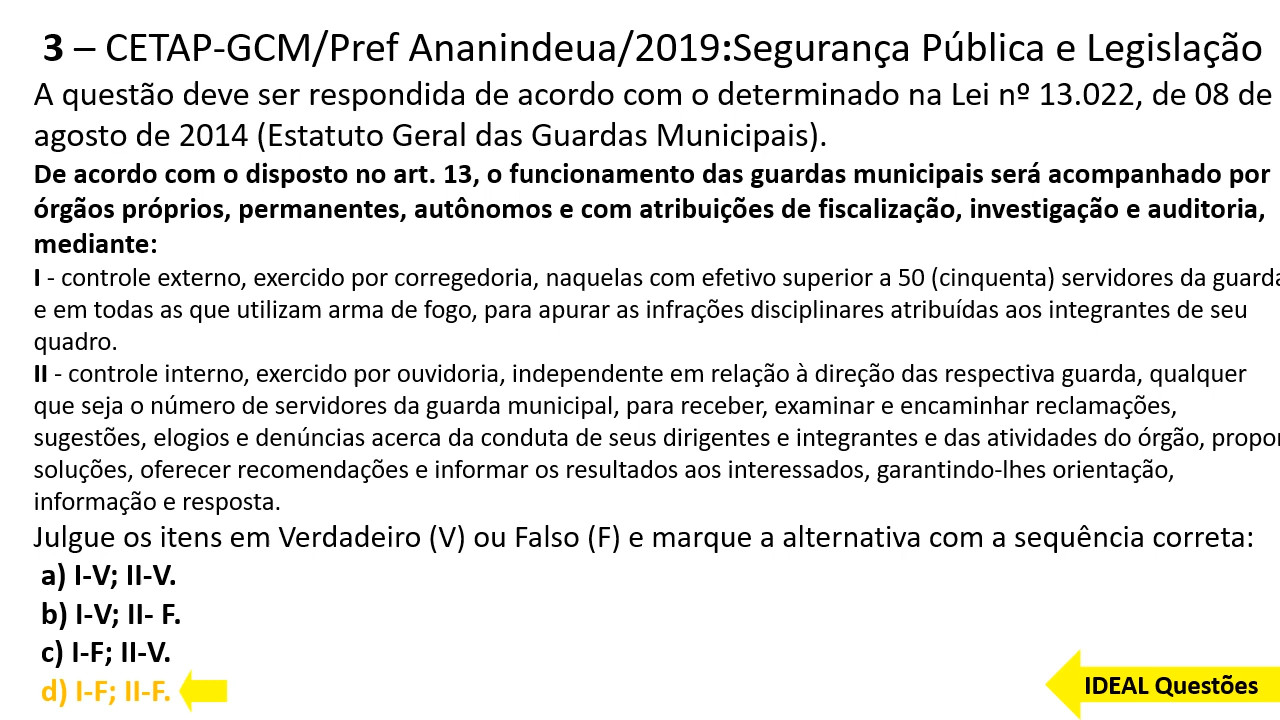 3 – CETAP-GCM/Pref Ananindeua/2019:Segurança Pública e Legislação
A questão deve ser respondida de acordo com o determinado na Lei nº 13.022, de 08 de
agosto de 2014 (Estatuto Geral das Guardas Municipais).
De acordo com o disposto no art. 13, o funcionamento das guardas municipais será acompanhado por
órgãos próprios, permanentes, autônomos e com atribuições de fiscalização, investigação e auditoria,
mediante:
I - controle externo, exercido por corregedoria, naquelas com efetivo superior a 50 (cinquenta) servidores da guarda
e em todas as que utilizam arma de fogo, para apurar as infrações disciplinares atribuídas aos integrantes de seu
quadro.
II - controle interno, exercido por ouvidoria, independente em relação à direção das respectiva guarda, qualquer
que seja o número de servidores da guarda municipal, para receber, examinar e encaminhar reclamações,
sugestões, elogios e denúncias acerca da conduta de seus dirigentes e integrantes e das atividades do órgão, propor
soluções, oferecer recomendações e informar os resultados aos interessados, garantindo-lhes orientação,
informação e resposta.
Julgue os itens em Verdadeiro (V) ou Falso (F) e marque a alternativa com a sequência correta:
a) I-V; II-V.
b) I-V; II- F.
c) I-F; II-V.
d) I-F; II-F.
IDEAL Questões